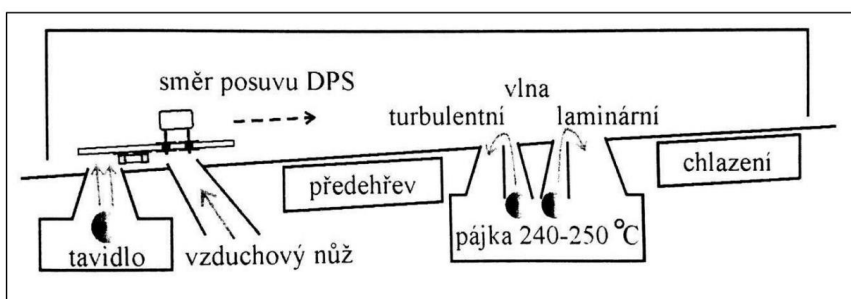 směr posuvu DPS
vlna
turbulentní laminární
předehřev
chlazení
tavidlo
vzduchový nůž
pájka 240-250 °C